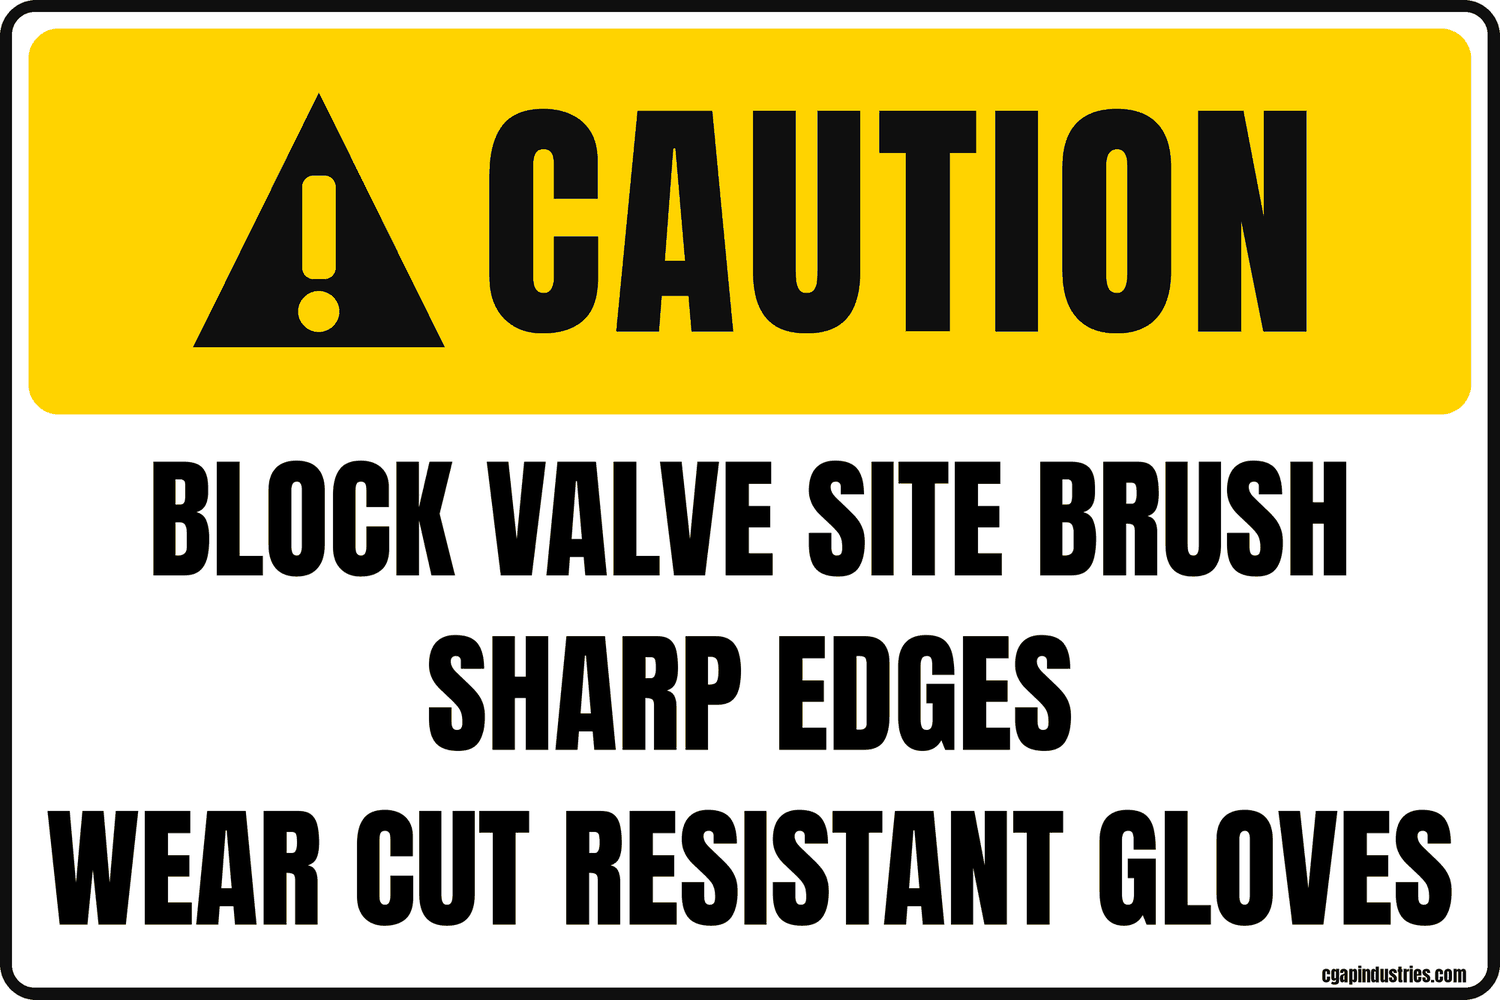 CAUTION
BLOCK VALVE SITE BRUSH
SHARP EDGES
WEAR CUT RESISTANT GLOVES
cgapindustries.com